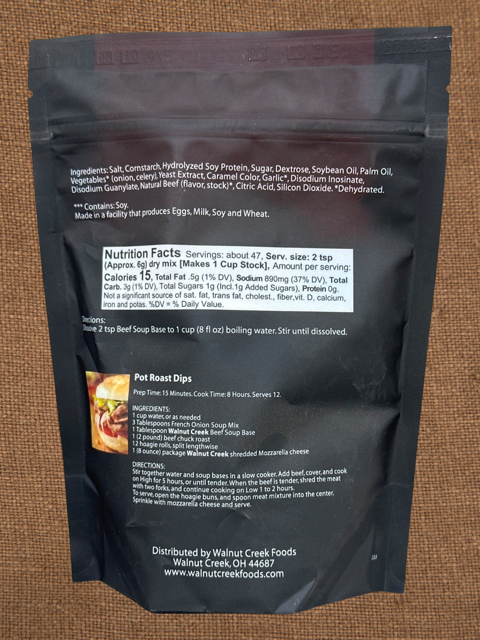 Ingredients: Salt, Cornstarch, Hydrolyzed Soy Protein, Sugar, Dextrose, Soybean Oil, Palm Oil,
Vegetables* (onion, celery), Yeast Extract, Caramel Color, Garlic*, Disodium Inosinate,
Disodium Guanylate, Natural Beef (flavor, stock)*, Citric Acid, Silicon Dioxide. *Dehydrated.
*** Contains: Soy.
Made in a facility that produces Eggs, Milk, Soy and Wheat.
Nutrition Facts Servings: about 47, Serv. size: 2 tsp
(Approx. 6g) dry mix [Makes 1 Cup Stock], Amount per serving:
Calories 15, Total Fat .5g (1% DV), Sodium 890mg (37% DV), Total
Carb. 3g (1% DV), Total Sugars 1g (Incl.1g Added Sugars), Protein 0g.
Not a significant source of sat. fat, trans fat, cholest., fiber,vit. D, calcium,
iron and potas. %DV = % Daily Value.
2 tsp Beef Soup Base to 1 cup (8 fl oz) boiling water. Stir until dissolved.
Pot Roast Dips
Prep Time: 15 Minutes. Cook Time: 8 Hours. Serves 12.
INGREDIENTS:
1 cup water, or as needed
3 Tablespoons French Onion Soup Mix
1 Tablespoon Walnut Creek Beef Soup Base
1 (2 pound) beef chuck roast
12 hoagie rolls, split lengthwise
1 (8 ounce) package Walnut Creek shredded Mozzarella cheese
DIRECTIONS:
Stir together water and soup bases in a slow cooker. Add beef, cover, and cook
on High for 5 hours, or until tender. When the beef is tender, shred the meat
with two forks, and continue cooking on Low 1 to 2 hours.
To serve, open the hoagie buns, and spoon meat mixture into the center.
Sprinkle with mozzarella cheese and serve.
Distributed by Walnut Creek Foods
Walnut Creek, OH 44687
www.walnutcreekfoods.com